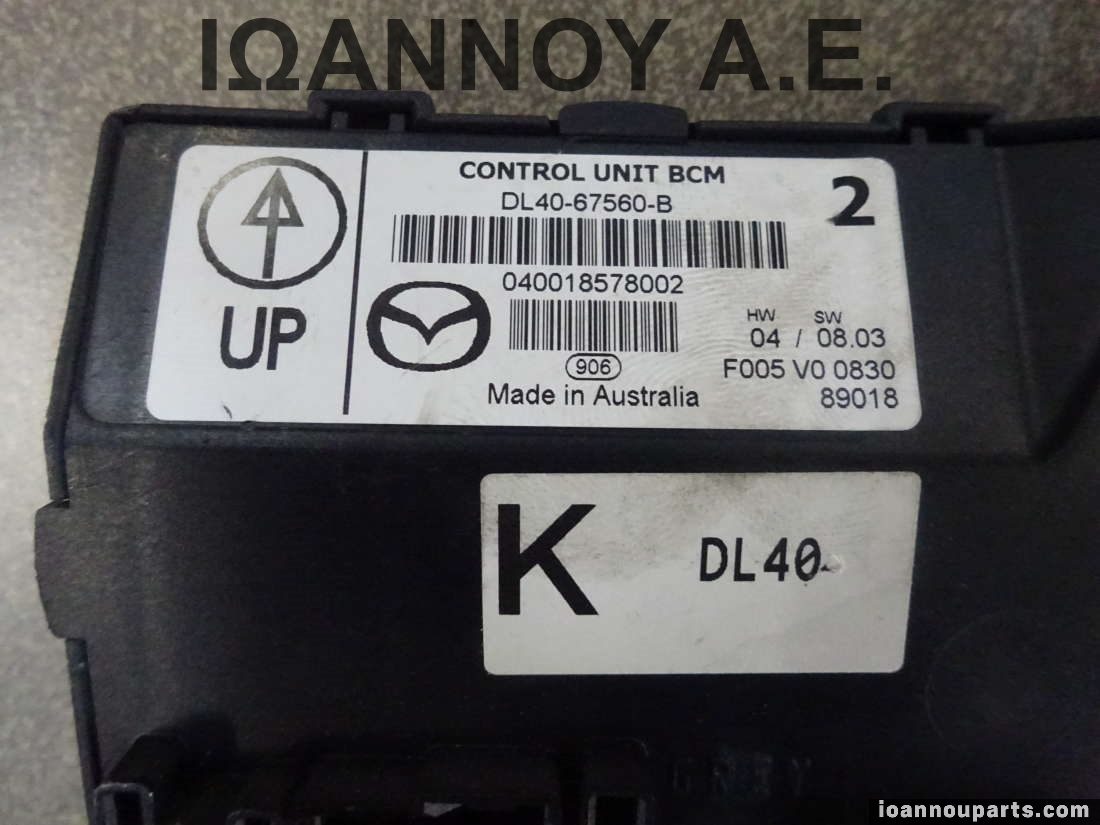 ΙΩΑΝΝΟΥ Α.Ε.
UP
CONTROL UNIT BCM
2
DL40-67560-B
040018578002
HW SW
04 / 08.03
906
F005 V0 0830
Made in Australia
89018
K
DL40
GREY
ioannouparts.com